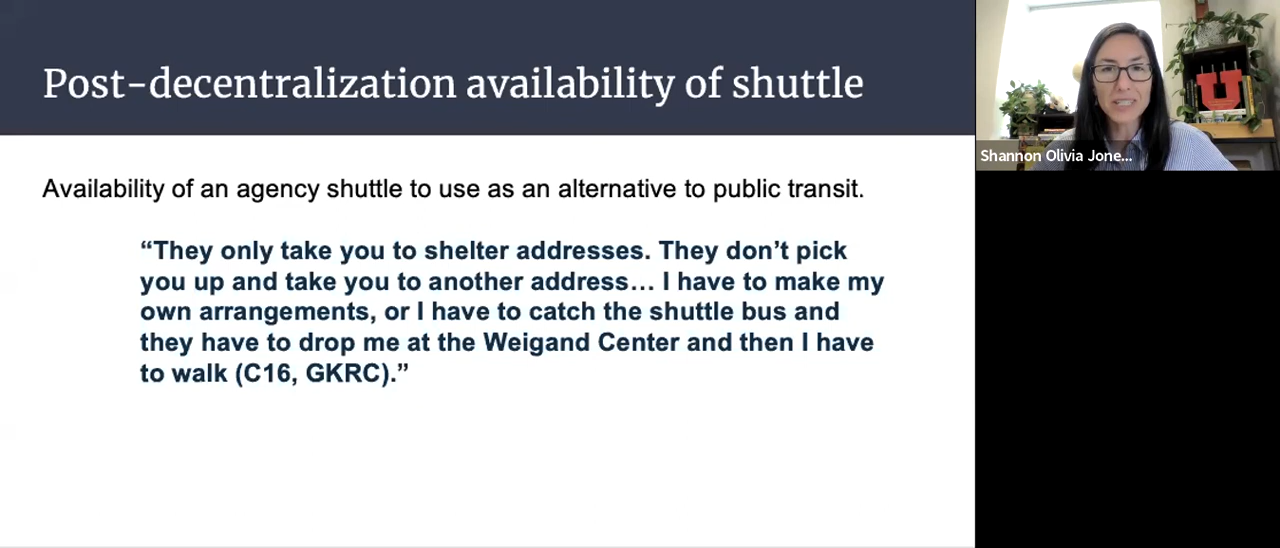 Post-decentralization availability of shuttle
Availability of an agency shuttle to use as an alternative to public transit.
“They only take you to shelter addresses. They don’t pick
you up and take you to another address… I have to make my
own arrangements, or I have to catch the shuttle bus and
they have to drop me at the Weigand Center and then I have
to walk (C16, GKRC).”
U
Shannon Olivia Jone...